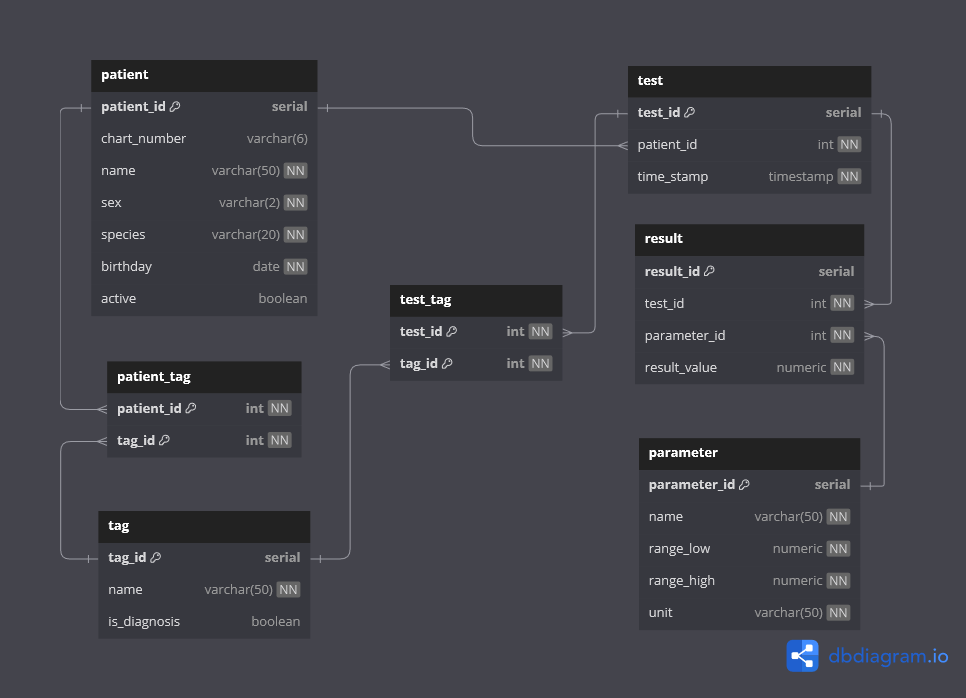 patient
patient_id serial
chart_number varchar(6)
name varchar(50) NN
sex varchar(2) NN
species varchar(20) NN
birthday date NN
active boolean
test
test_id serial
patient_id int NN
time_stamp timestamp NN
result
result_id serial
test_id int NN
parameter_id int NN
result_value numeric NN
test_tag
test_id int NN
tag_id int NN
patient_tag
patient_id int NN
tag_id int NN
parameter
parameter_id serial
name varchar(50) NN
range_low numeric NN
range_high numeric NN
unit varchar(50) NN
tag
tag_id serial
name varchar(50) NN
is_diagnosis boolean
dbdiagram.io